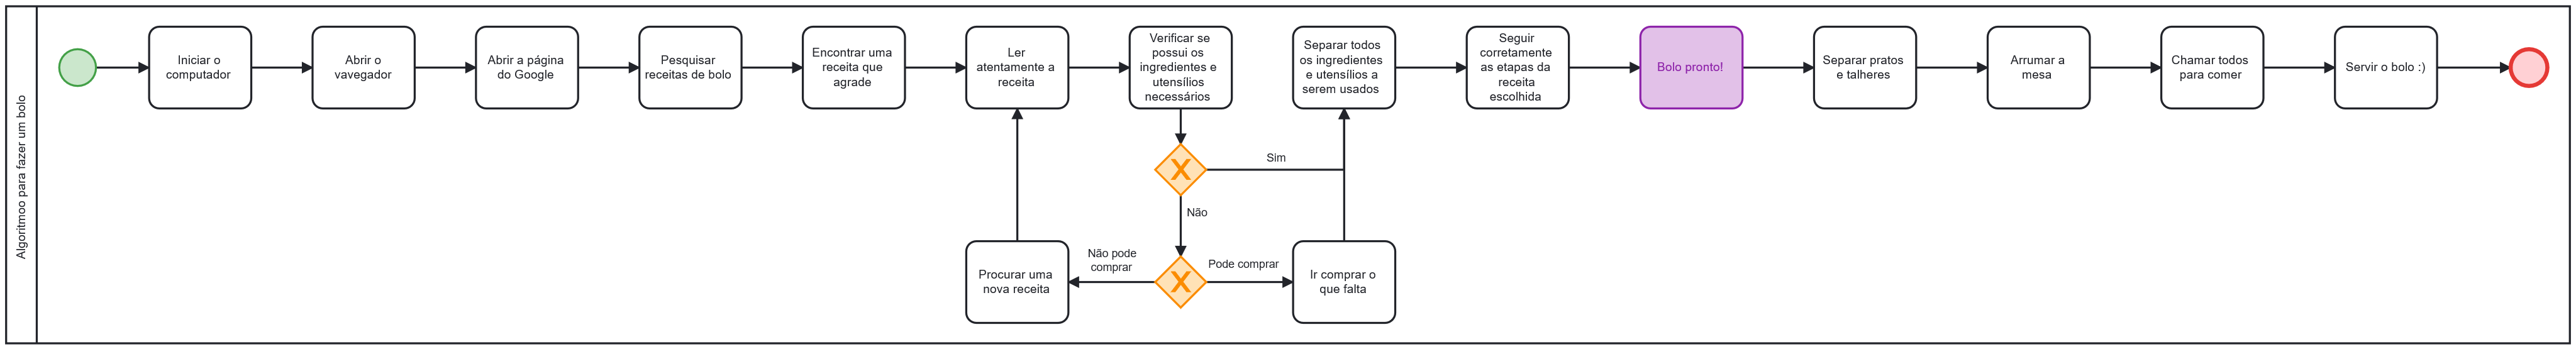 Algoritmoo para fazer um bolo
Iniciar o
computador
Abrir o
vavegador
Abrir a página
do Google
Pesquisar
receitas de bolo
Encontrar uma
receita que
agrade
Ler
atentamente a
receita
Verificar se
possui os
ingredientes e
utensílios
necessários
Separar todos
os ingredientes
e utensílios a
serem usados
Seguir
corretamente
as etapas da
receita
escolhida
Bolo pronto!
Separar pratos
e talheres
Arrumar a
mesa
Chamar todos
para comer
Servir o bolo :)
Sim
Não
Não pode
comprar
Pode comprar
Procurar uma
nova receita
Ir comprar o
que falta